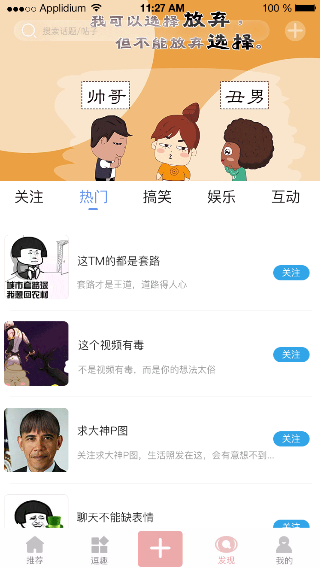 Applidium
11:27 AM
100 %
我可以选择放弃，
搜索话题/帖子
但不能放弃选择。
帅哥
丑男
关注 热门 搞笑 娱乐 互动
这TM的都是套路
套路才是王道，道路得人心
关注
城市套路深
我要回农村
这个视频有毒
不是视频有毒，而是你的想法太俗
关注
求大神P图
关注求大神P图，生活照发在这，会有意想不到...
关注
聊天不能缺表情
关注
推荐 逗趣 发现 我的